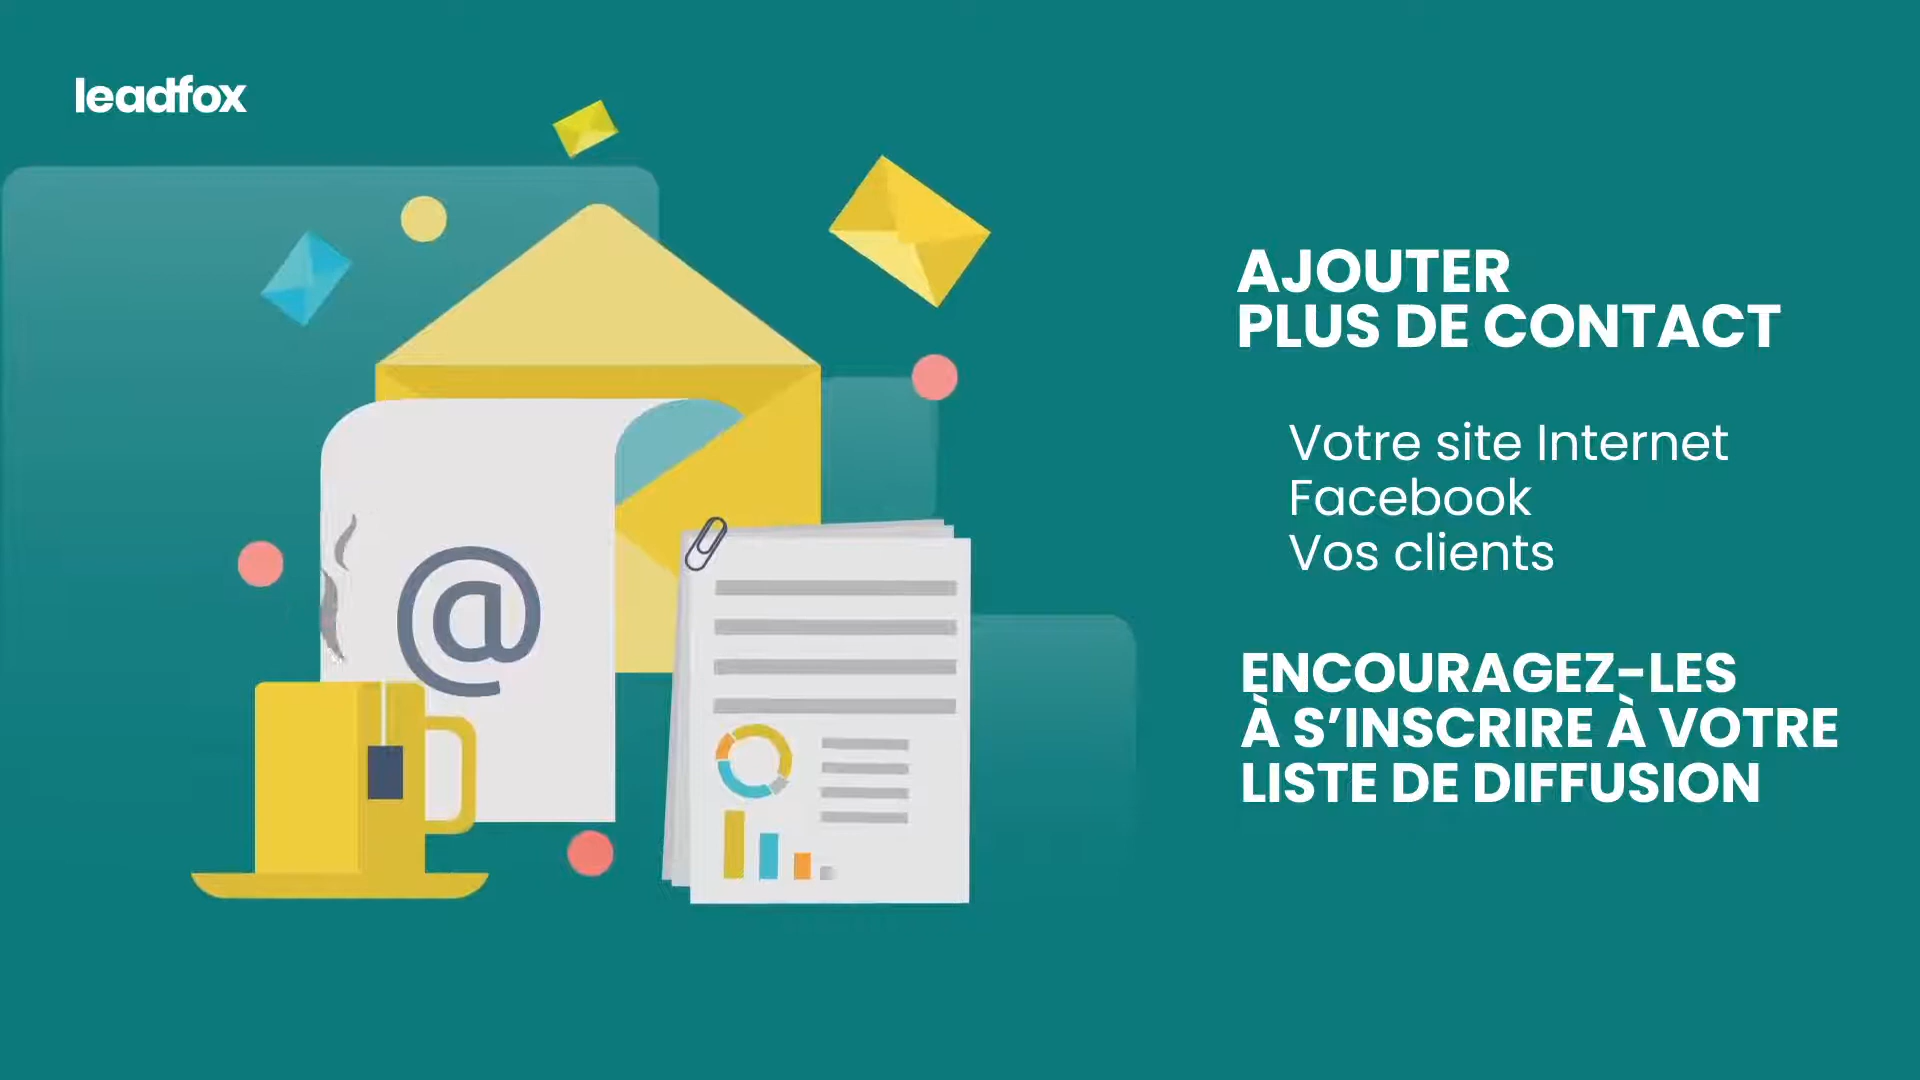 leadfox
AJOUTER
PLUS DE CONTACT
Votre site Internet
Facebook
Vos clients
ENCOURAGEZ-LES
À S’INSCRIRE À VOTRE
LISTE DE DIFFUSION
@